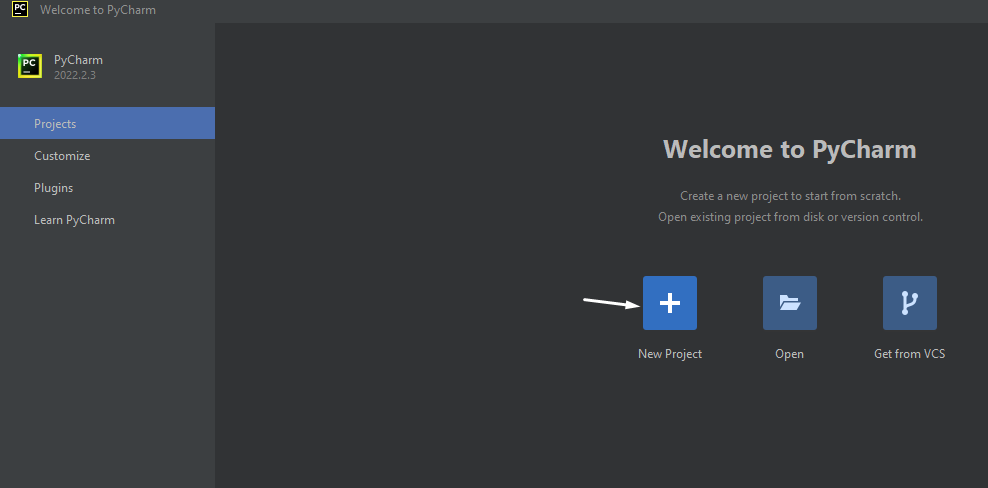 PC Welcome to PyCharm
PC PyCharm
2022.2.3
Projects
Customize
Plugins
Learn PyCharm
Welcome to PyCharm
Create a new project to start from scratch.
Open existing project from disk or version control.
New Project
Open
Get from VCS